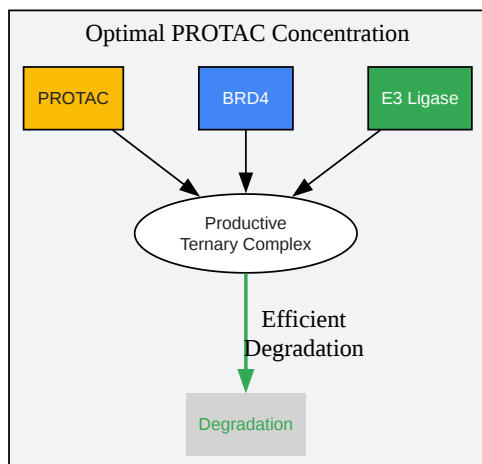 Optimal PROTAC Concentration
PROTAC
BRD4
E3 Ligase
Productive
Ternary Complex
Efficient
Degradation
Degradation